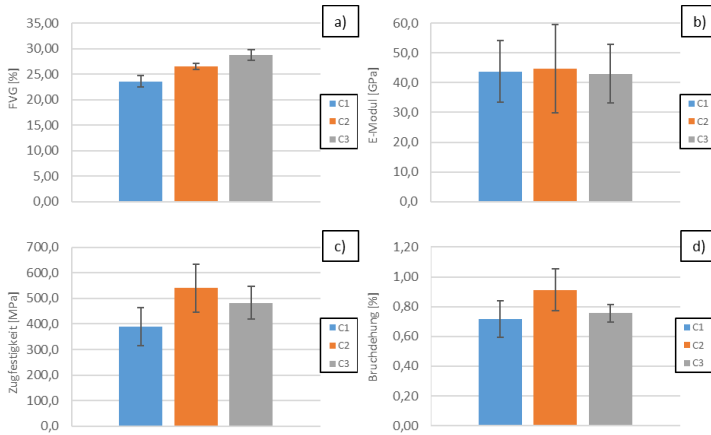 a)
35,00
30,00
25,00
20,00
15,00
10,00
5,00
0,00
FVG [%]
C1
C2
C3
b)
60,0
50,0
40,0
30,0
20,0
10,0
0,0
E-Modul [GPa]
C1
C2
C3
c)
700,0
600,0
500,0
400,0
300,0
200,0
100,0
0,0
Zugfestigkeit [MPa]
C1
C2
C3
d)
1,20
1,00
0,80
0,60
0,40
0,20
0,00
Bruchdehung [%]
C1
C2
C3